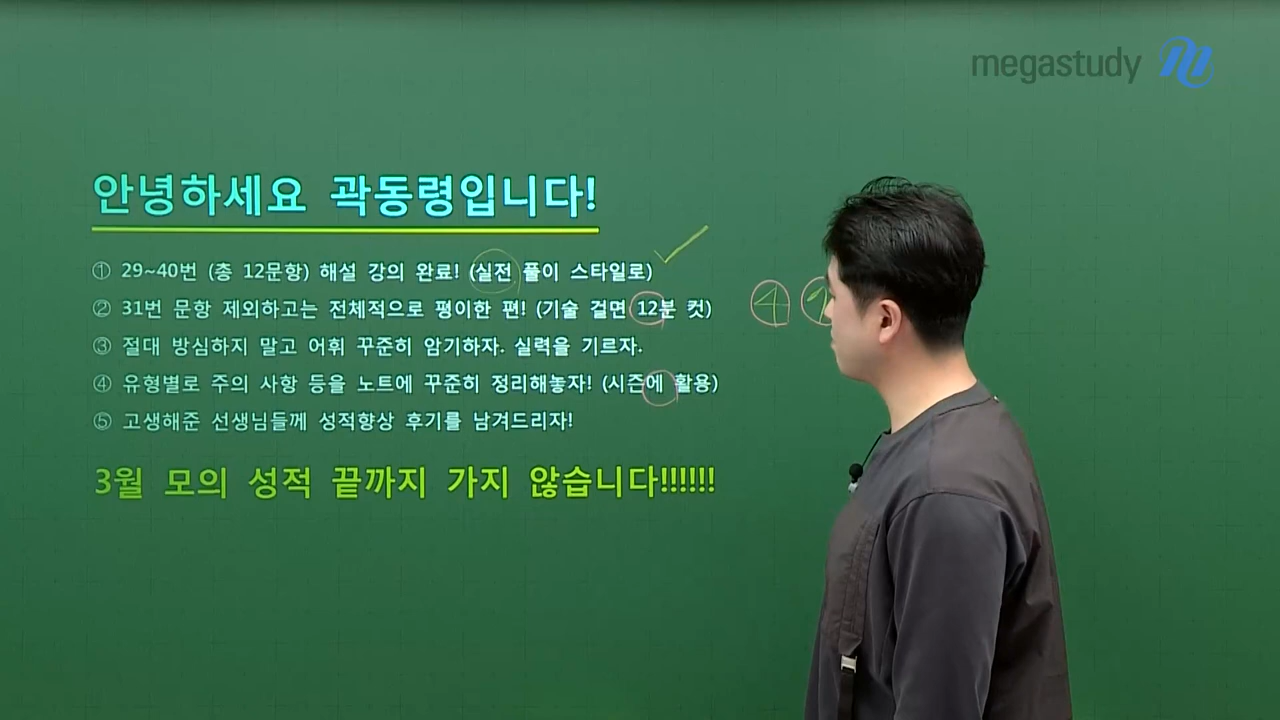 megastudy
안녕하세요 곽동령입니다!
① 29~40번 (총 12문항) 해설 강의 완료! (실전 풀이 스타일로)
② 31번 문항 제외하고는 전체적으로 평이한 편! (기술 걸면 12분 컷)
④
③ 절대 방심하지 말고 어휘 꾸준히 암기하자. 실력을 기르자.
④ 유형별로 주의 사항 등을 노트에 꾸준히 정리해놓자! (시즌에 활용)
⑤ 고생해준 선생님들께 성적향상 후기를 남겨드리자!
3월 모의 성적 끝까지 가지 않습니다!!!!!!